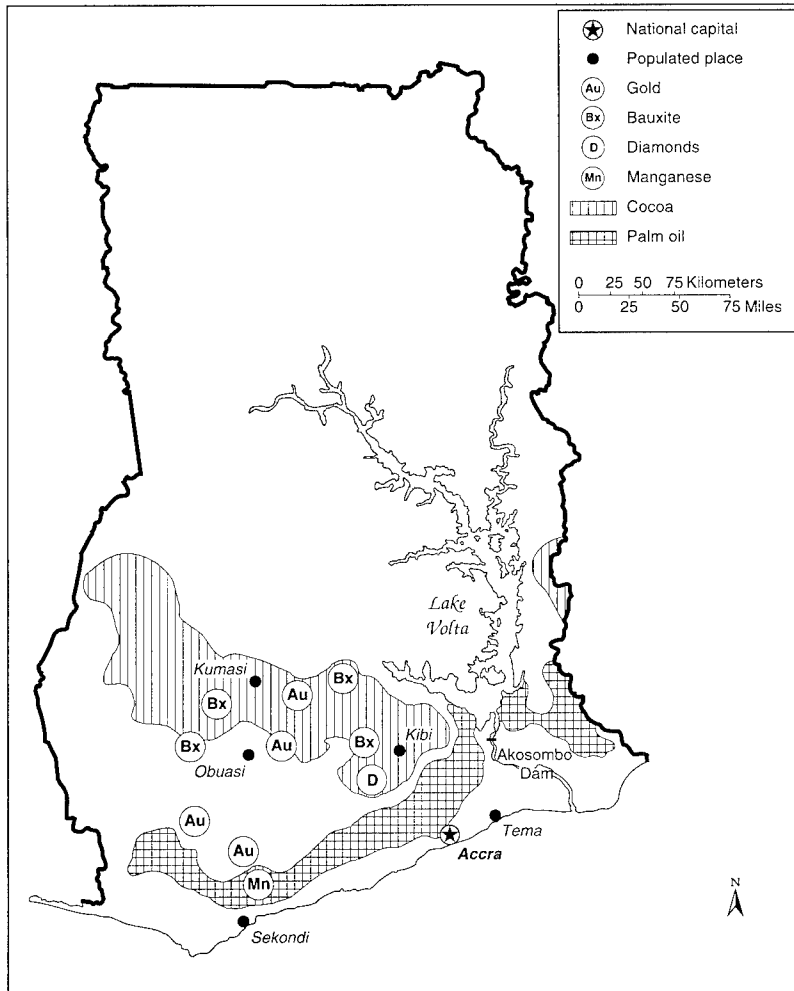 National capital
Populated place
Au Gold
Bx Bauxite
D Diamonds
Mn Manganese
Cocoa
Palm oil
0 25 50 75 Kilometers
0 25 50 75 Miles
Lake
Volta
Kumasi
Au
Bx
Bx
Bx
Au
Bx
Kibi
Obuasi
D
Akosombo
Dam
Au
Au
Tema
Accra
Mn
Sekondi
N